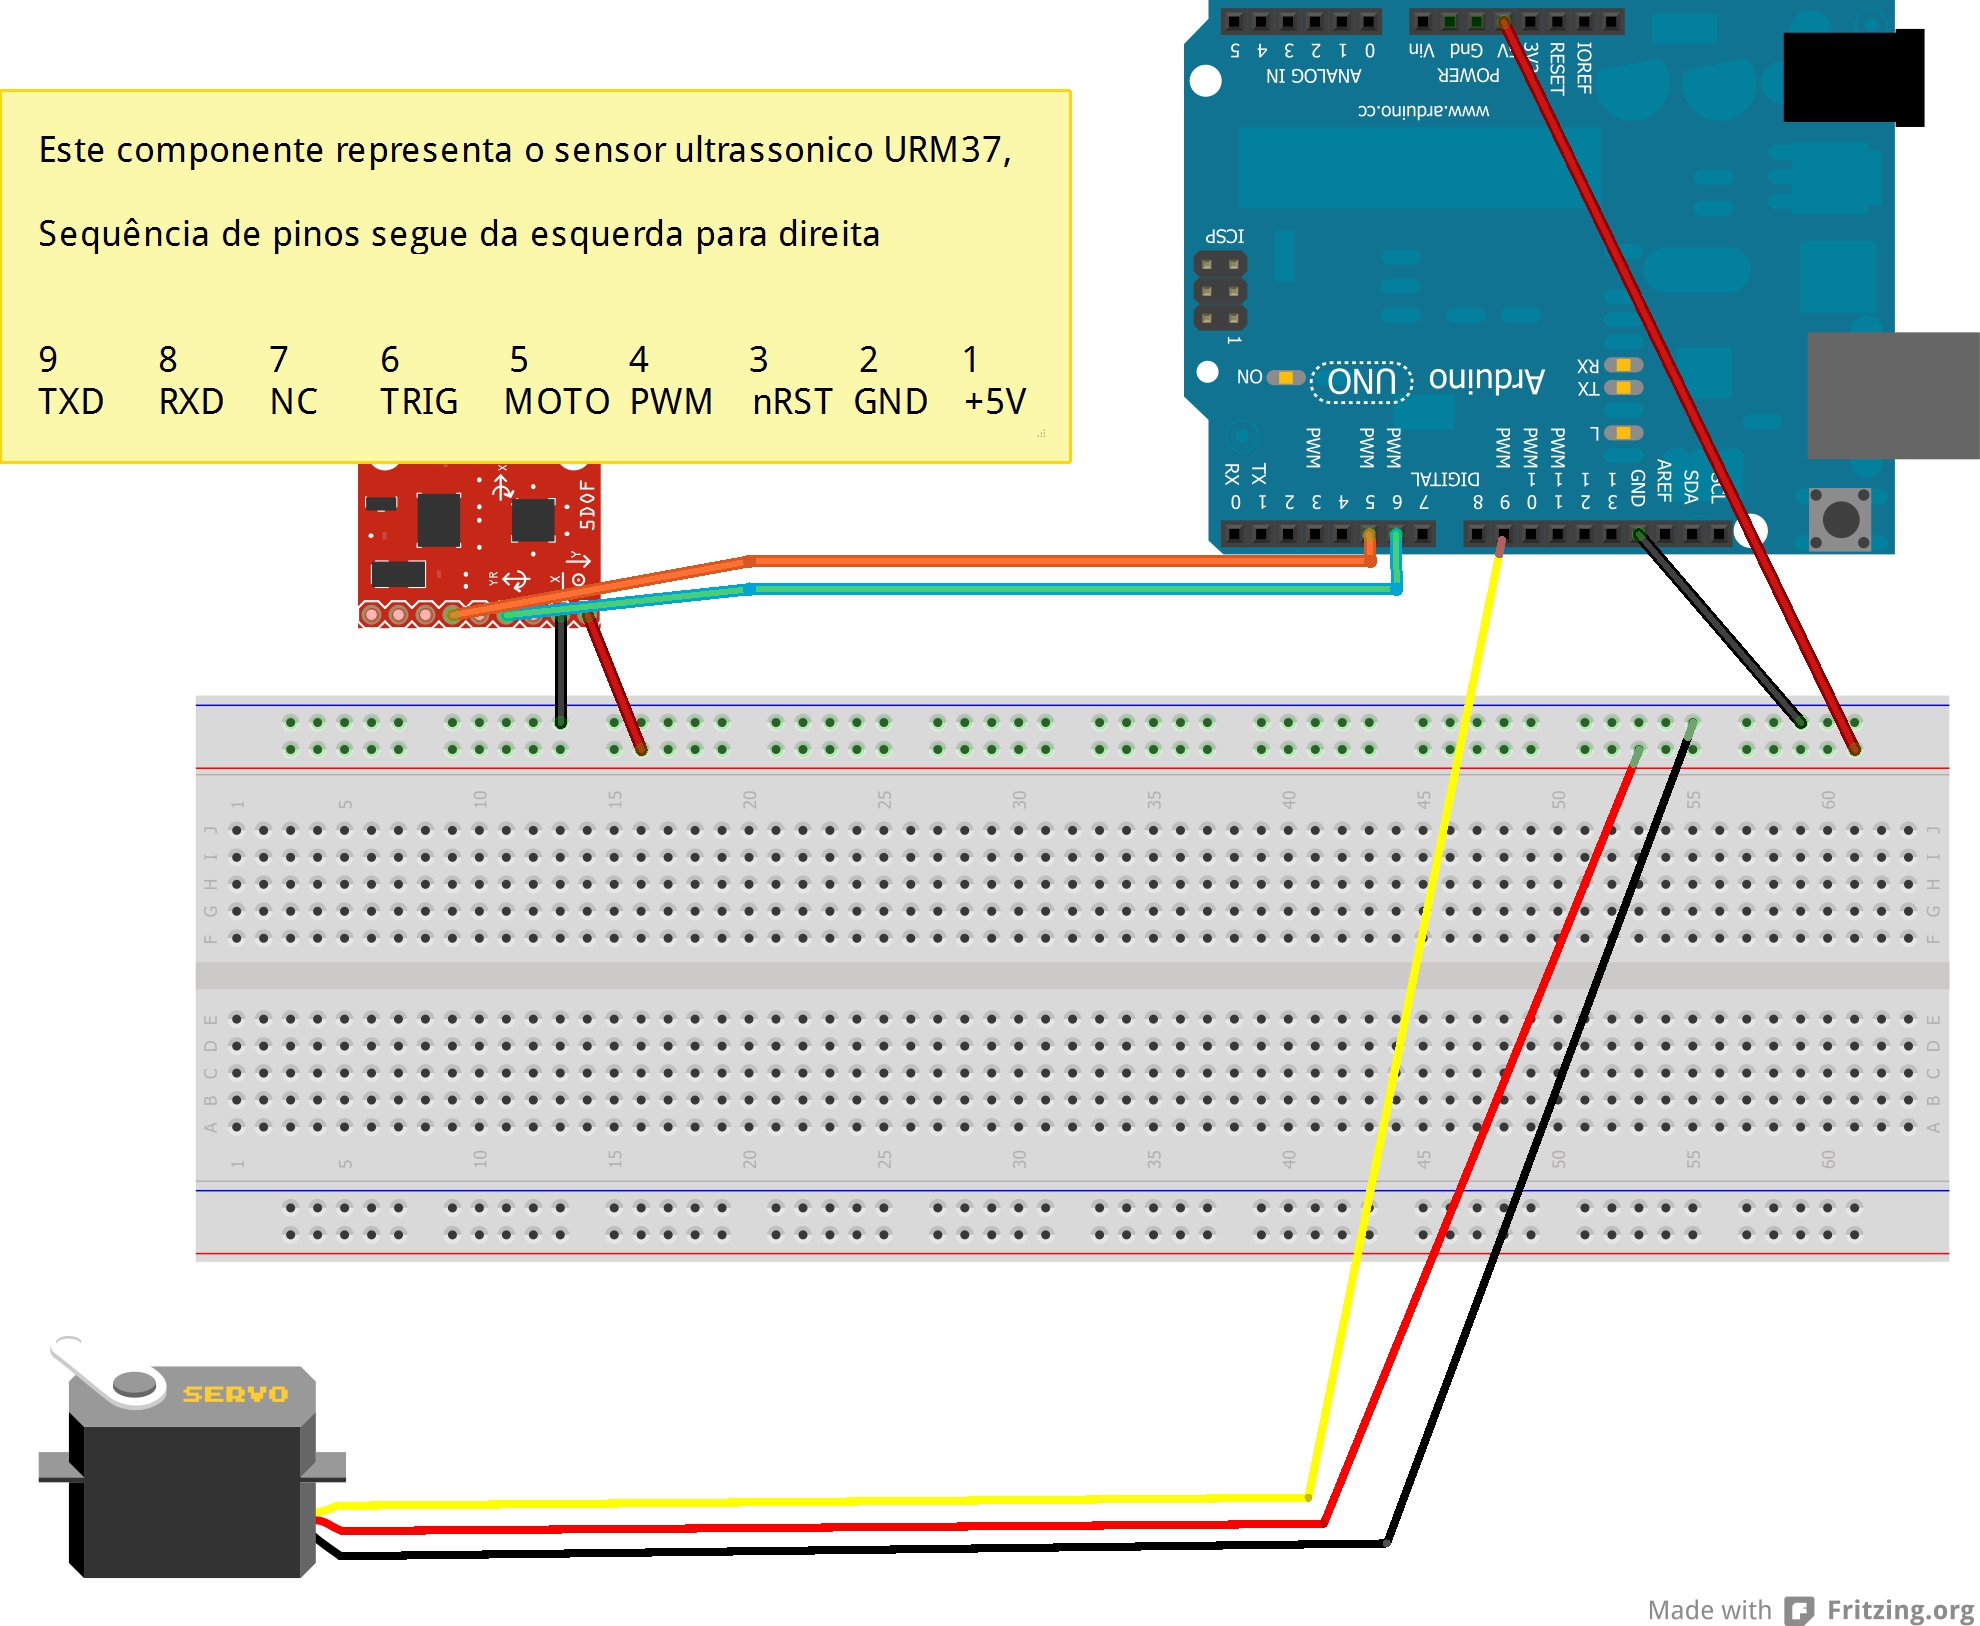 Este componente representa o sensor ultrassonico URM37,
Sequência de pinos segue da esquerda para direita
9 8 7 6 5 4 3 2 1
TXD RXD NC TRIG MOTO PWM nRST GND +5V
5 4 3 2 1 0 Vin Gnd 5V 3V3 RESET IOREF
ANALOG IN POWER
www.arduino.cc
ICSP
1
ON UNO Arduino
RX
TX
L
PWM PWM PWM PWM PWM PWM
RX TX DIGITAL GND AREF SDA SCL
0 1 2 3 4 5 6 7 8 9 10 11 12 13
X
5DOF
Y
YR X
1 5 10 15 20 25 30 35 40 45 50 55 60
J J
I I
H H
G G
F F
E E
D D
C C
B B
A A
1 5 10 15 20 25 30 35 40 45 50 55 60
SERVO
Made with Fritzing.org